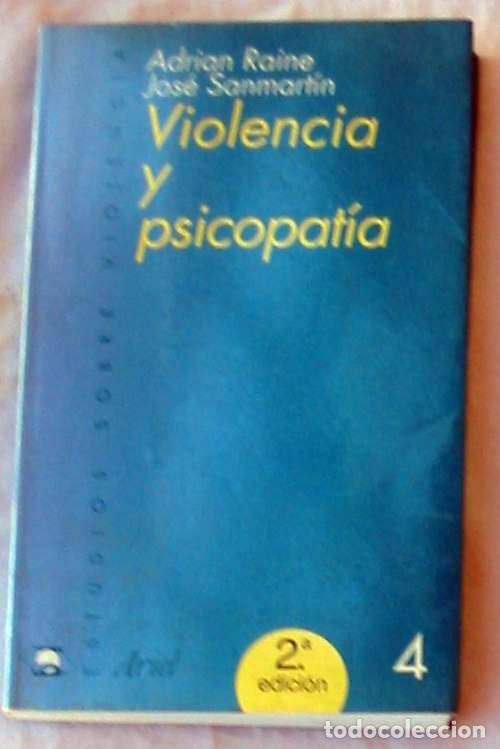 Adrian Raine
José Sanmartín
Violencia
y
psicopatía
ESTUDIOS SOBRE VIOLENCIA
Ariel
2.ª
edición
4
todocoleccion